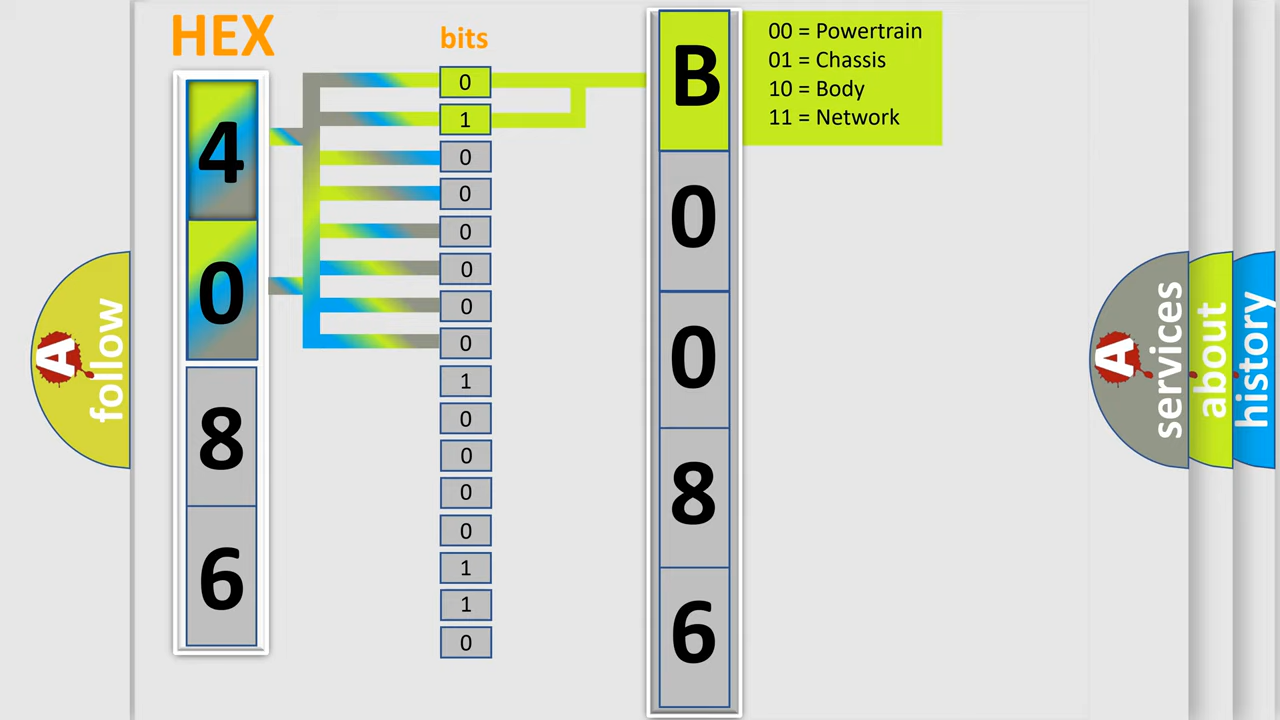 HEX
bits
4
0
8
6
0
1
0
0
0
0
0
0
1
0
0
0
0
1
1
0
B
0
0
8
6
00 = Powertrain
01 = Chassis
10 = Body
11 = Network
A
follow
A
services
about
history